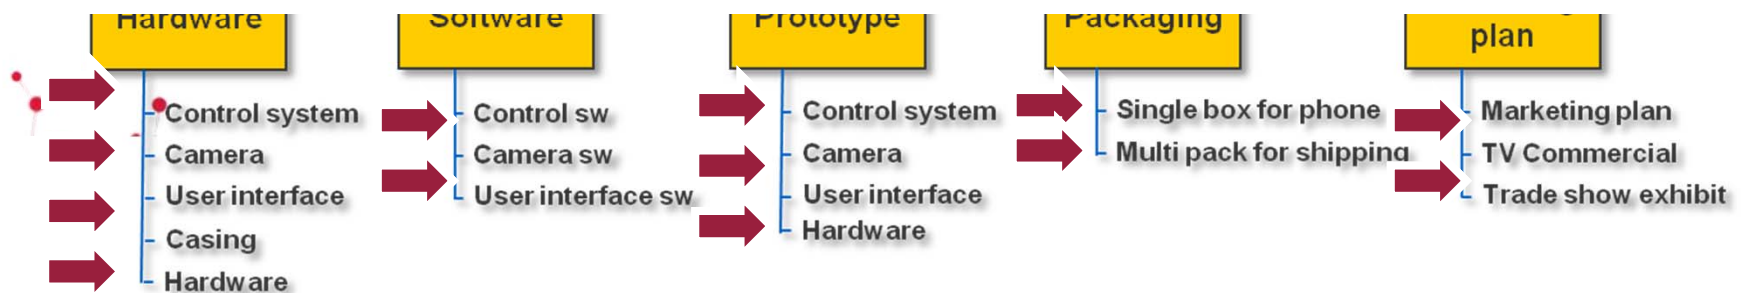 Hardware
Control system
Camera
User interface
Casing
Hardware
Software
Control sw
Camera sw
User interface sw
Prototype
Control system
Camera
User interface
Hardware
Packaging
Single box for phone
Multi pack for shipping
plan
Marketing plan
TV Commercial
Trade show exhibit